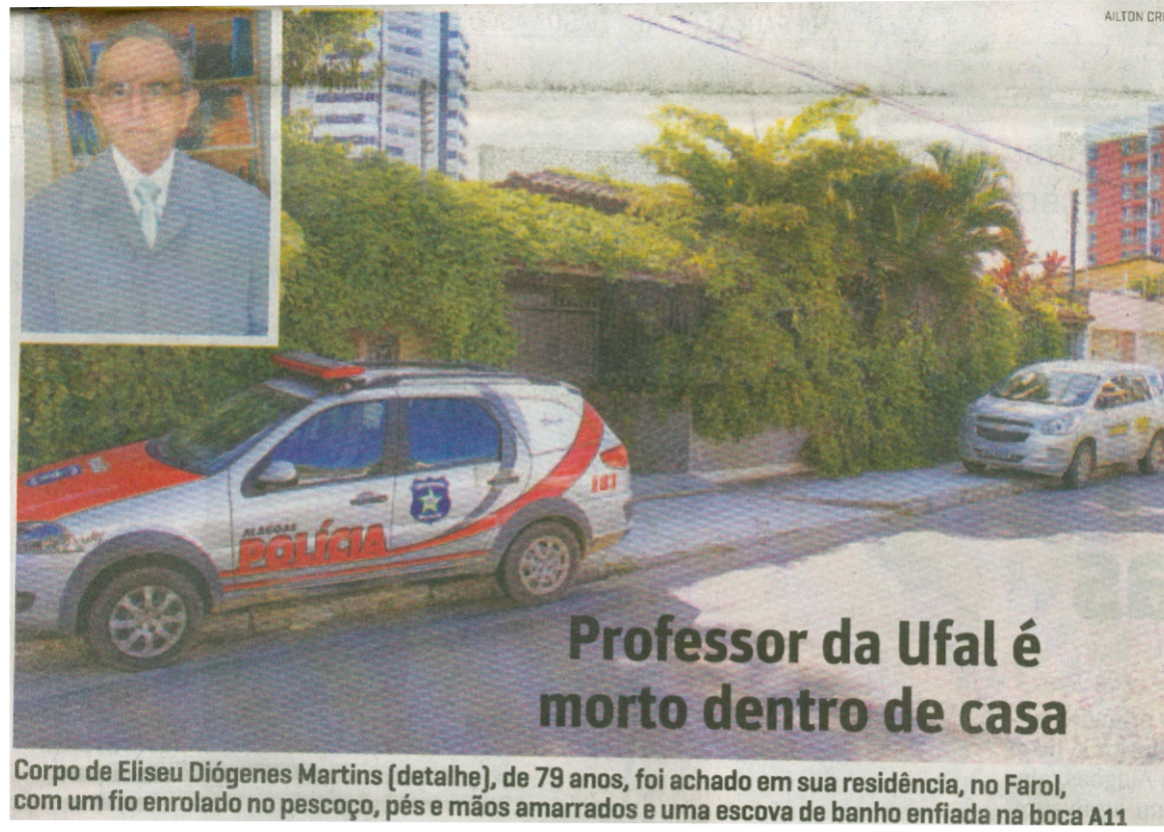 AILTON CR
ALAGOAS
POLÍCIA
181
Professor da Ufal é
morto dentro de casa
Corpo de Eliseu Diógenes Martins (detalhe), de 79 anos, foi achado em sua residência, no Farol,
com um fio enrolado no pescoço, pés e mãos amarrados e uma escova de banho enfiada na boca A11